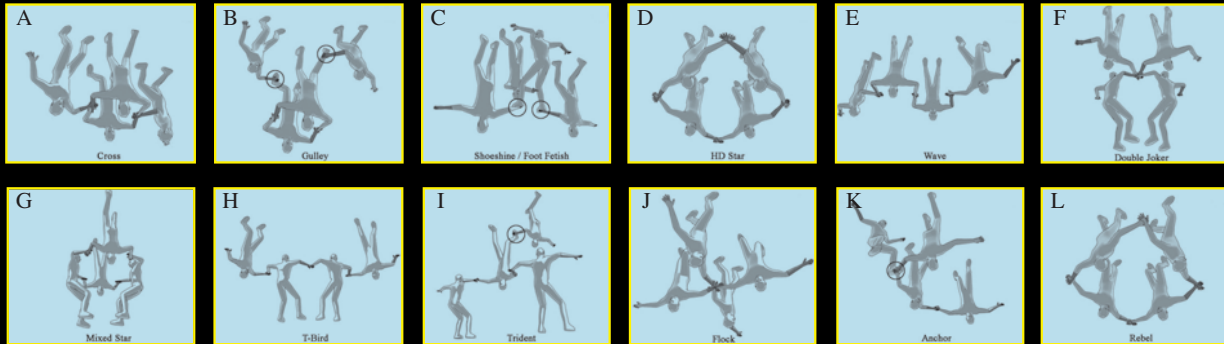 A
B
C
D
E
F
Cross
Gulley
Shoeshine / Foot Fetish
HD Star
Wave
Double Joker
G
H
I
J
K
L
Mixed Star
T-Bird
Trident
Flock
Anchor
Rebel